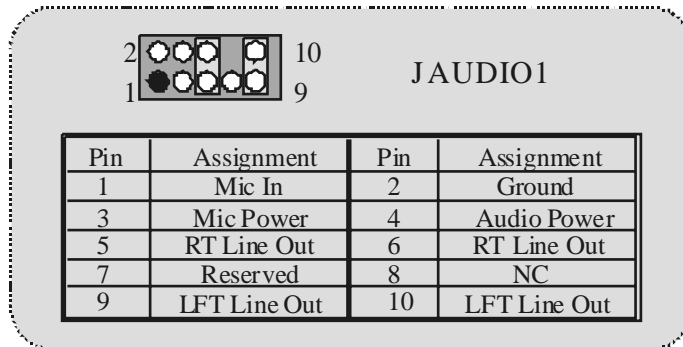 2 10
JAUDIO1
1 9
Pin Assignment Pin Assignment
1 Mic In 2 Ground
3 Mic Power 4 Audio Power
5 RT Line Out 6 RT Line Out
7 Reserved 8 NC
9 LFT Line Out 10 LFT Line Out